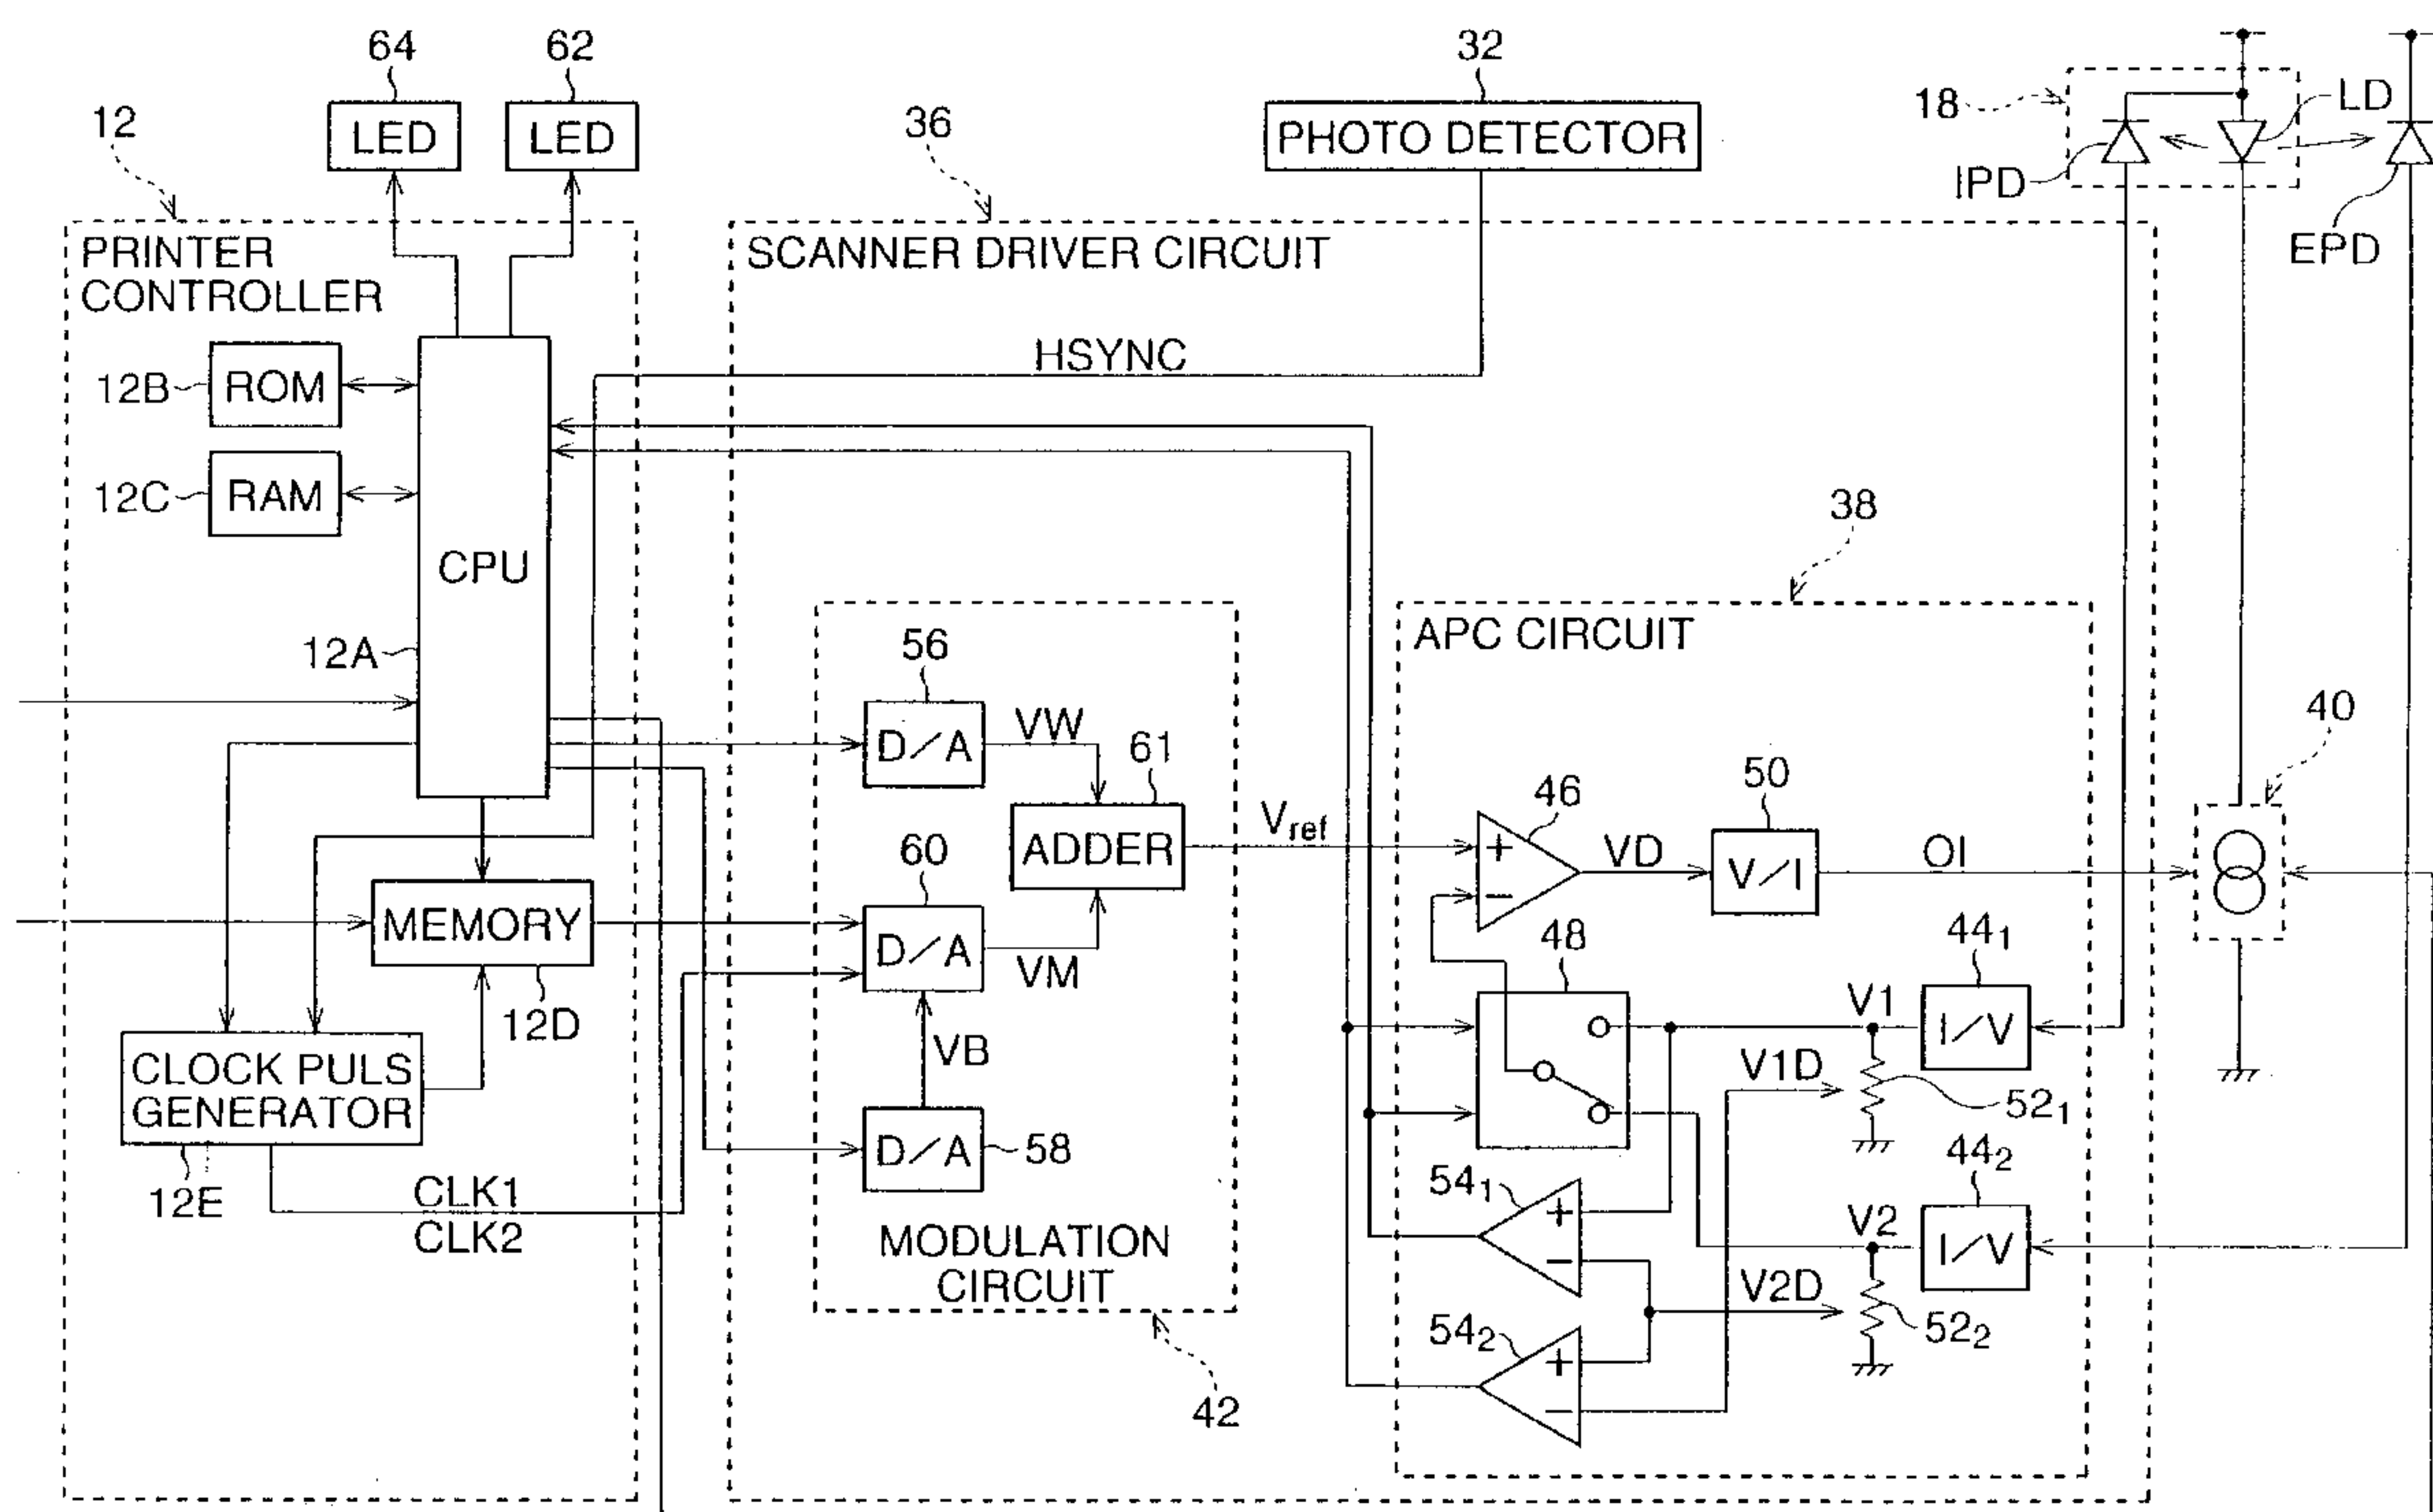 64
62
32
LED
LED
PHOTO DETECTOR
12
36
18
LD
IPD
EPD
PRINTER
CONTROLLER
SCANNER DRIVER CIRCUIT
HSYNC
12B
ROM
12C
RAM
CPU
12A
38
APC CIRCUIT
56
D/A
VW
61
ADDER
Vref
60
D/A
VM
46
+
−
VD
50
V/I
OI
40
MEMORY
12D
48
V1
44₁
I/V
CLOCK PULS
GENERATOR
12E
VB
V1D
52₁
D/A
58
CLK1
CLK2
MODULATION
CIRCUIT
42
54₁
+
−
V2
44₂
I/V
V2D
52₂
54₂
+
−